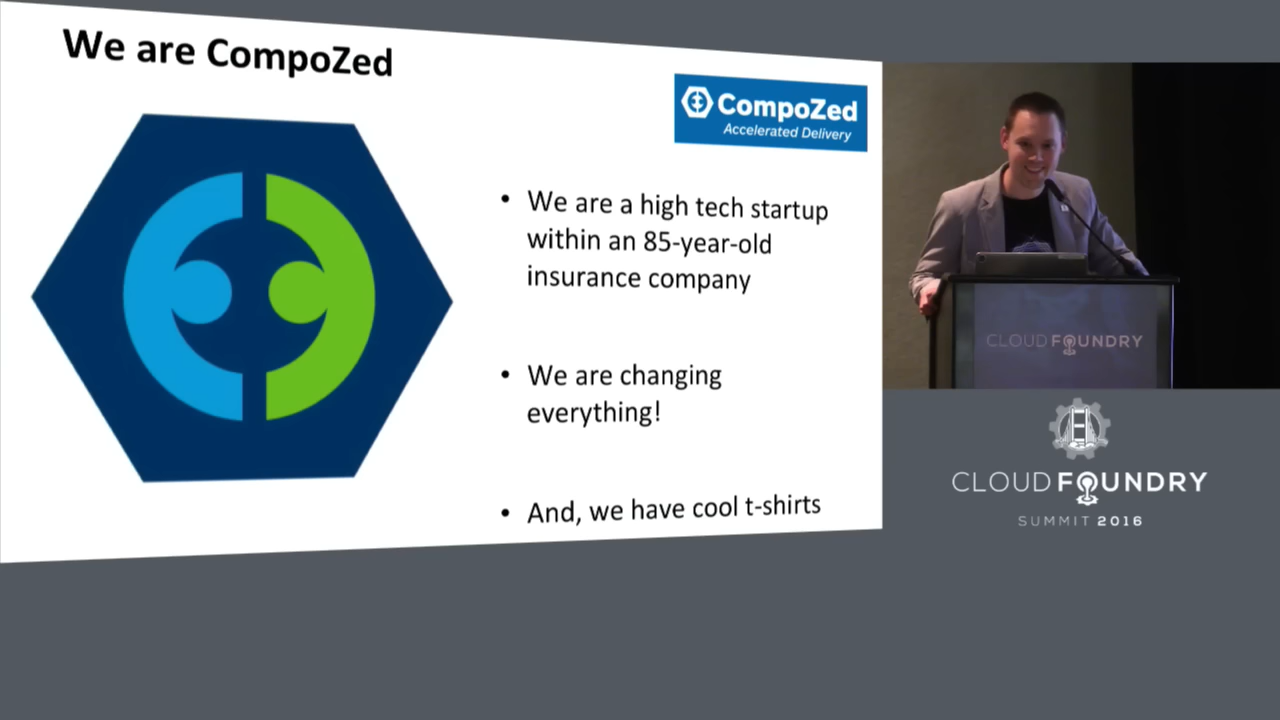 We are CompoZed
CompoZed
Accelerated Delivery
• We are a high tech startup
within an 85-year-old
insurance company
• We are changing
everything!
• And, we have cool t-shirts
CLOUD FOUNDRY
CLOUD FOUNDRY
SUMMIT 2016